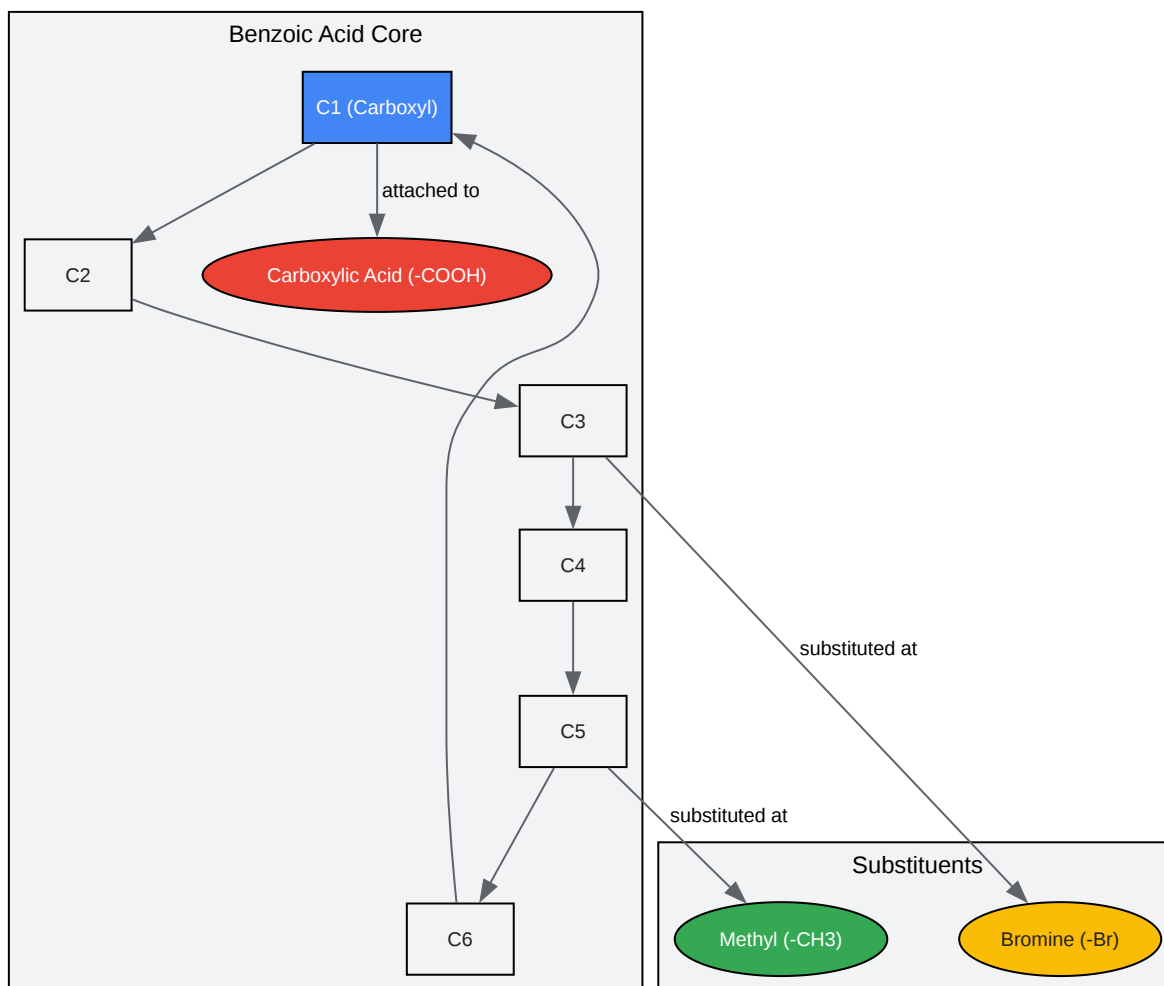 Benzoic Acid Core
C1 (Carboxyl)
attached to
C2
Carboxylic Acid (-COOH)
C3
C4
substituted at
C5
substituted at
Substituents
C6
Methyl (-CH3)
Bromine (-Br)